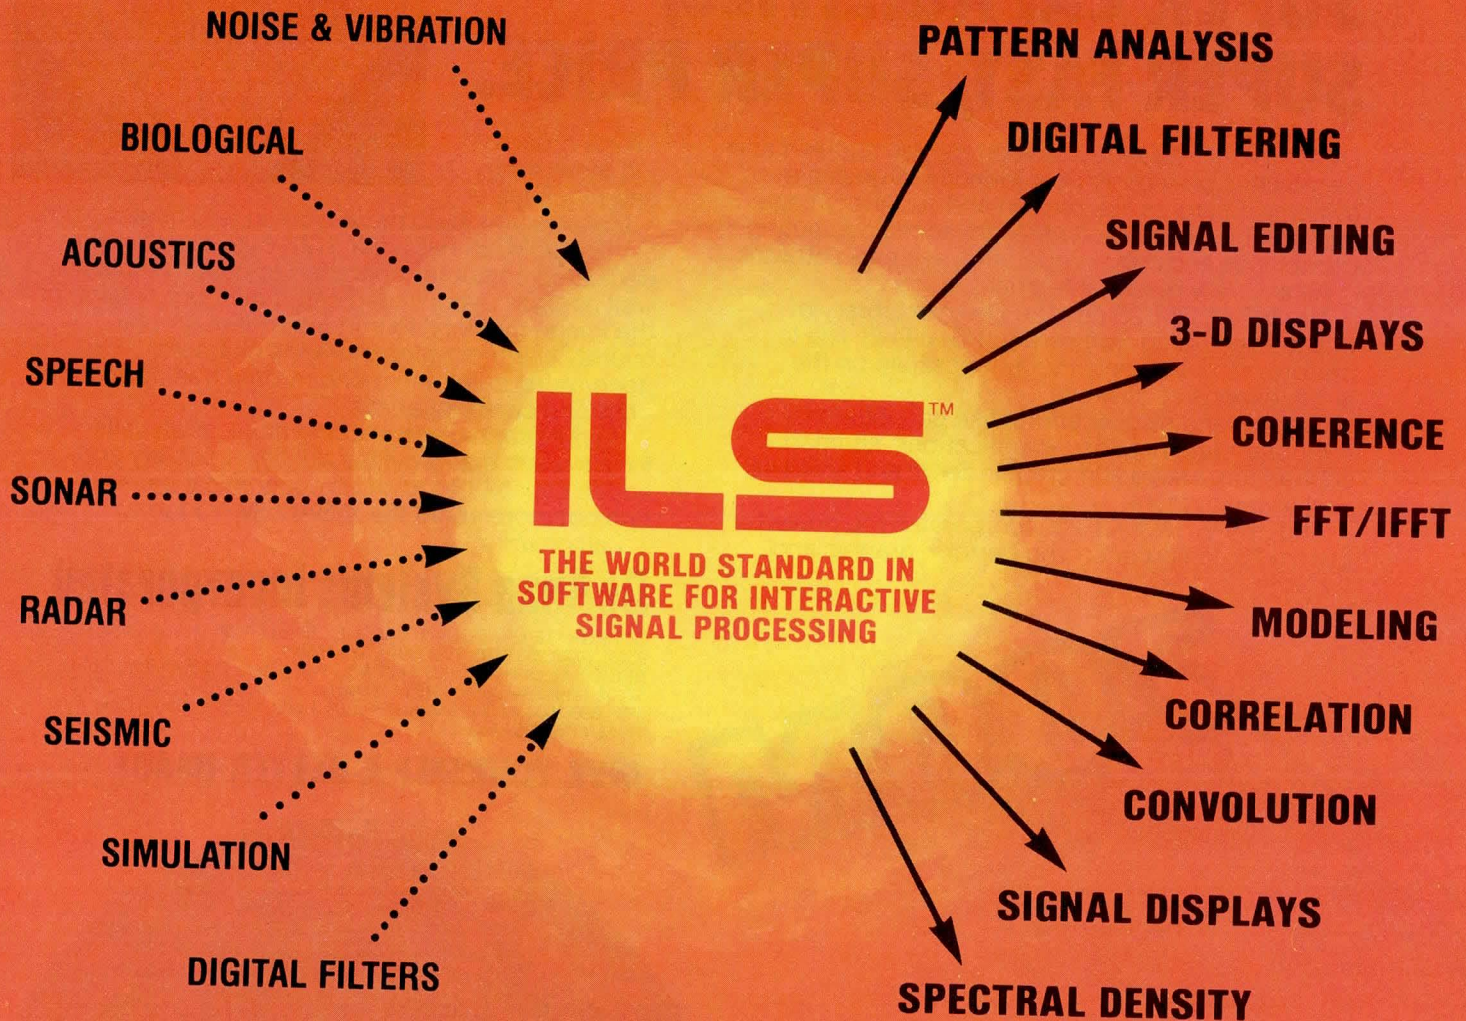 NOISE & VIBRATION
BIOLOGICAL
ACOUSTICS
SPEECH
SONAR
RADAR
SEISMIC
SIMULATION
DIGITAL FILTERS
ILS™
THE WORLD STANDARD IN
SOFTWARE FOR INTERACTIVE
SIGNAL PROCESSING
PATTERN ANALYSIS
DIGITAL FILTERING
SIGNAL EDITING
3-D DISPLAYS
COHERENCE
FFT/IFFT
MODELING
CORRELATION
CONVOLUTION
SIGNAL DISPLAYS
SPECTRAL DENSITY